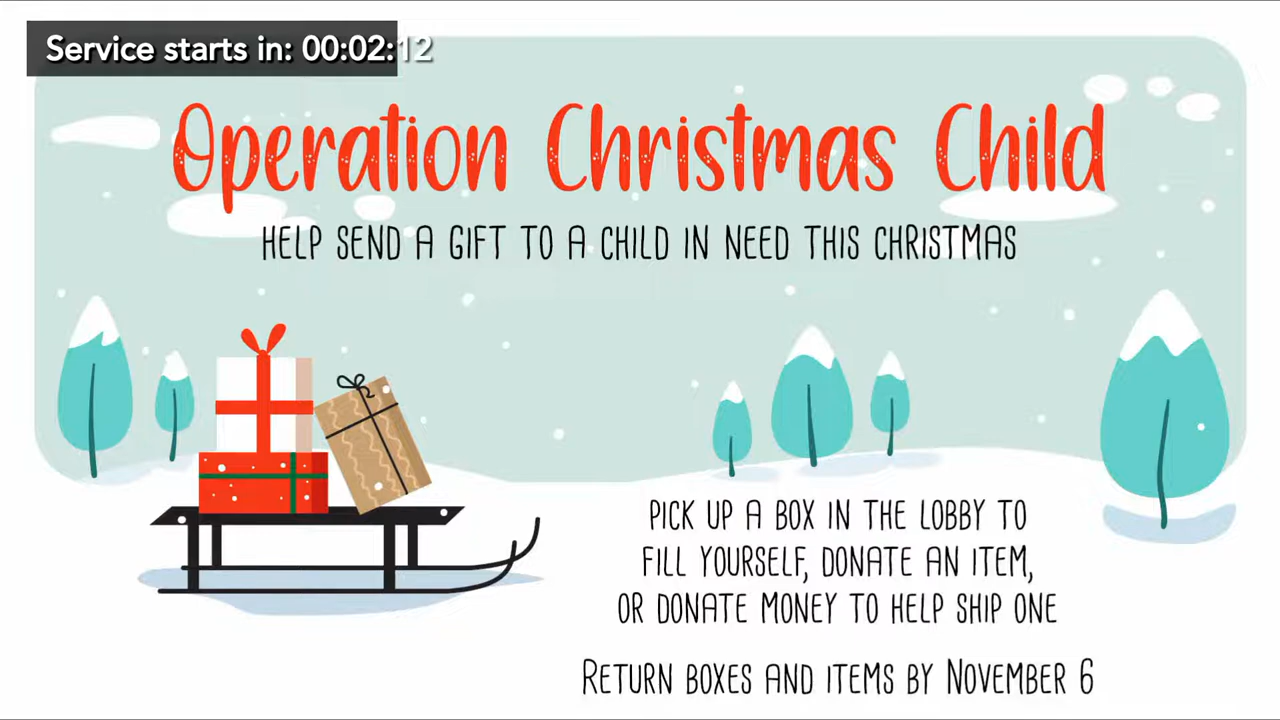 Service starts in: 00:02:12
Operation Christmas Child
HELP SEND A GIFT TO A CHILD IN NEED THIS CHRISTMAS
PICK UP A BOX IN THE LOBBY TO
FILL YOURSELF, DONATE AN ITEM,
OR DONATE MONEY TO HELP SHIP ONE
RETURN BOXES AND ITEMS BY NOVEMBER 6